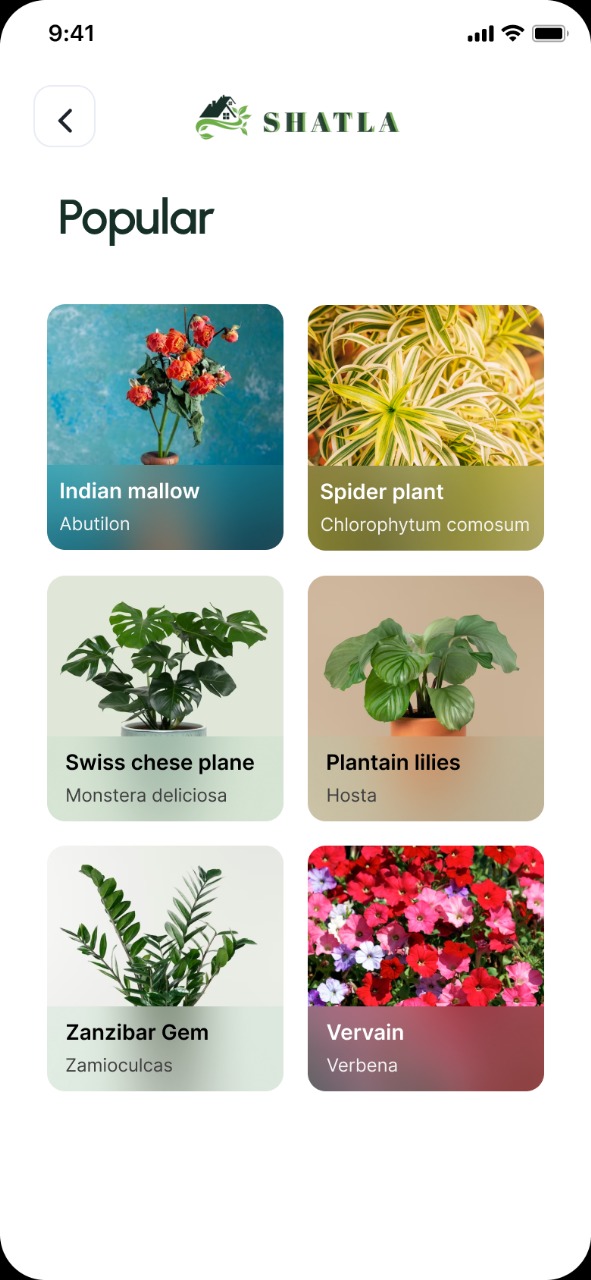 9:41
SHATLA
Popular
Indian mallow
Abutilon
Spider plant
Chlorophytum comosum
Swiss chese plane
Monstera deliciosa
Plantain lilies
Hosta
Zanzibar Gem
Zamioculcas
Vervain
Verbena